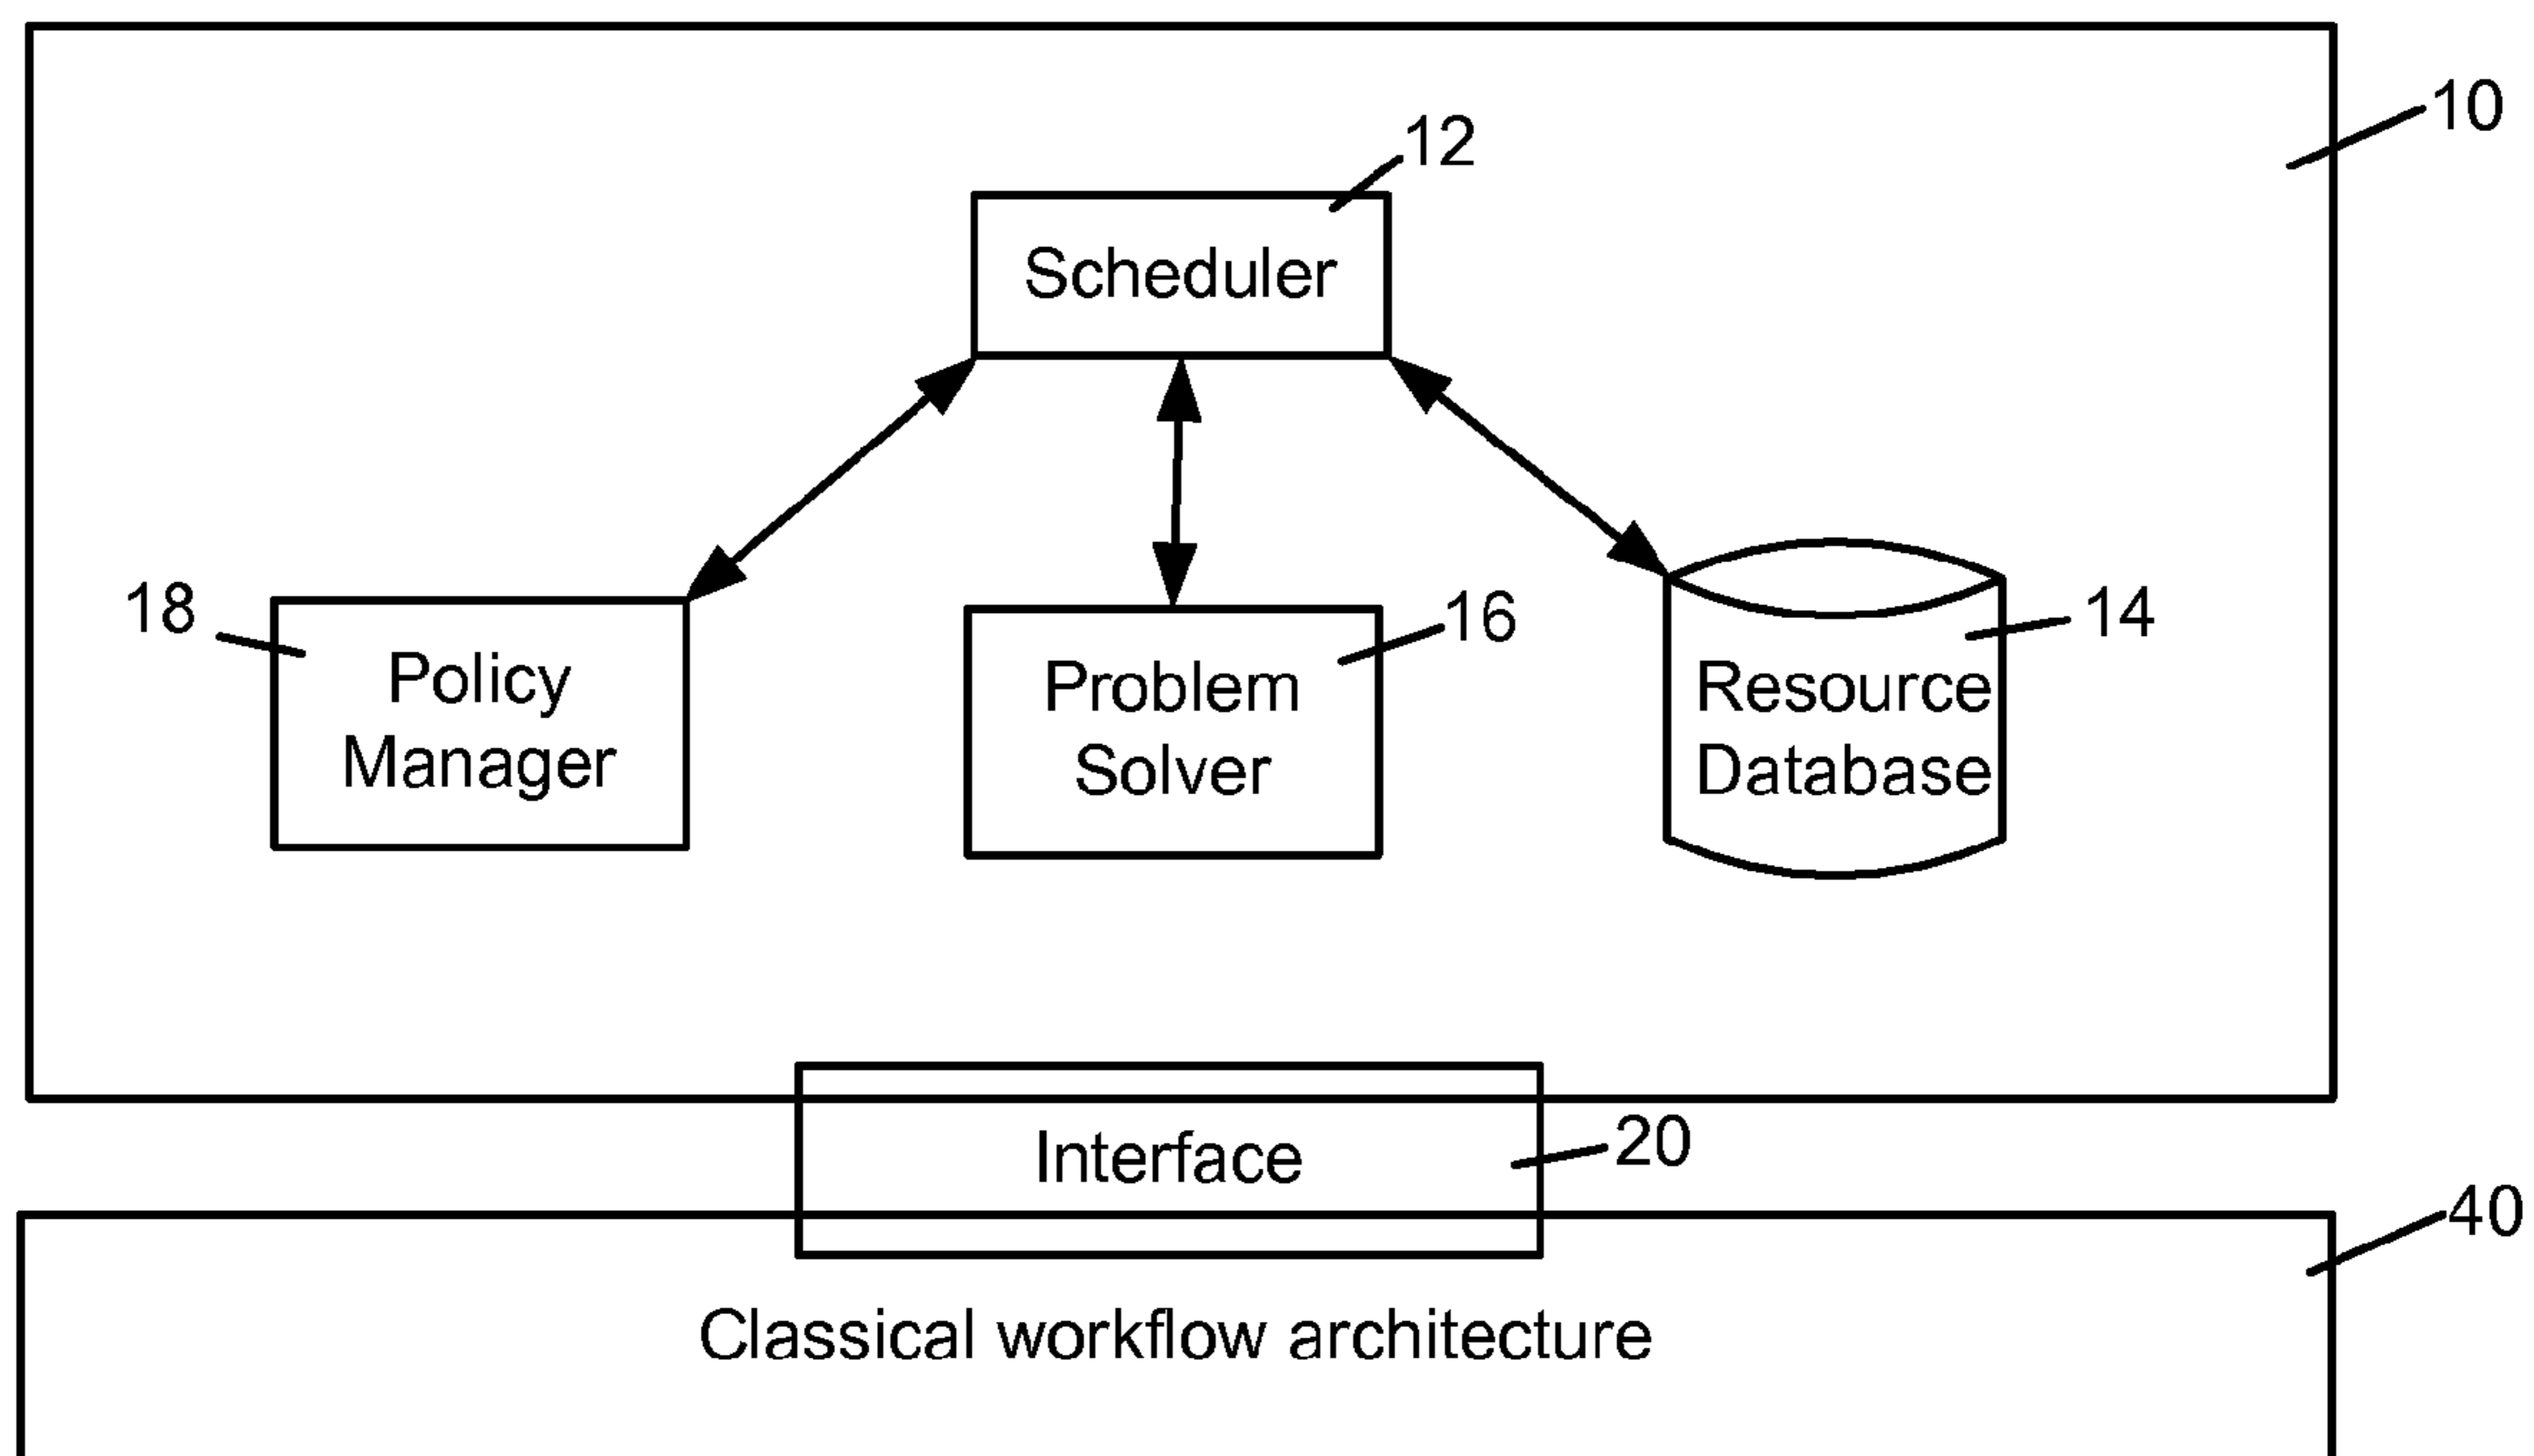 10
12
Scheduler
18
Policy
Manager
16
Problem
Solver
14
Resource
Database
Interface
20
40
Classical workflow architecture